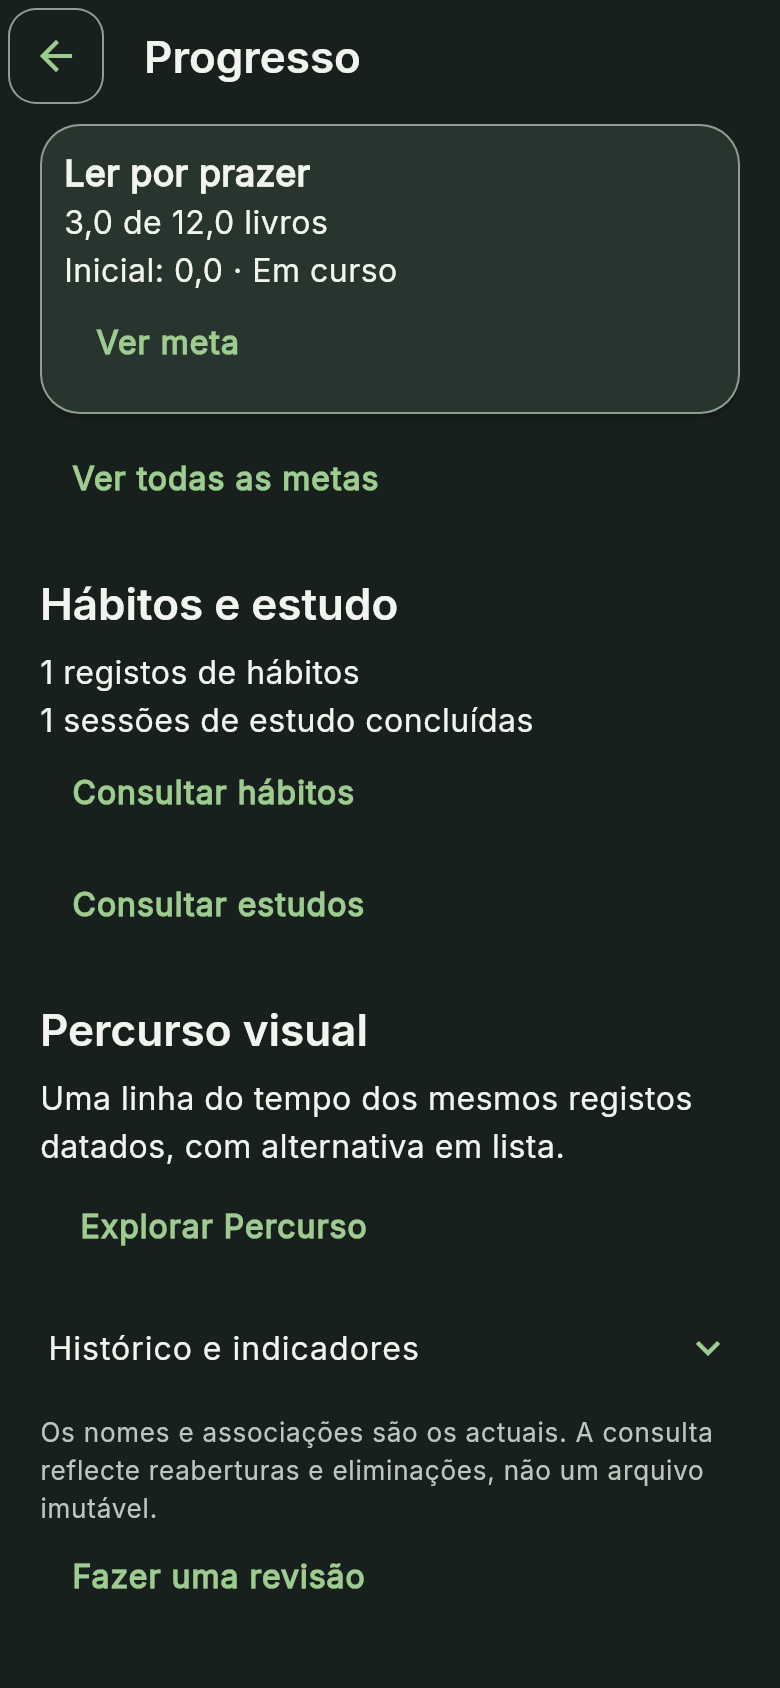 Progresso
Ler por prazer
3,0 de 12,0 livros
Inicial: 0,0 · Em curso
Ver meta
Ver todas as metas
Hábitos e estudo
1 registos de hábitos
1 sessões de estudo concluídas
Consultar hábitos
Consultar estudos
Percurso visual
Uma linha do tempo dos mesmos registos
datados, com alternativa em lista.
Explorar Percurso
Histórico e indicadores
Os nomes e associações são os actuais. A consulta
reflecte reaberturas e eliminações, não um arquivo
imutável.
Fazer uma revisão